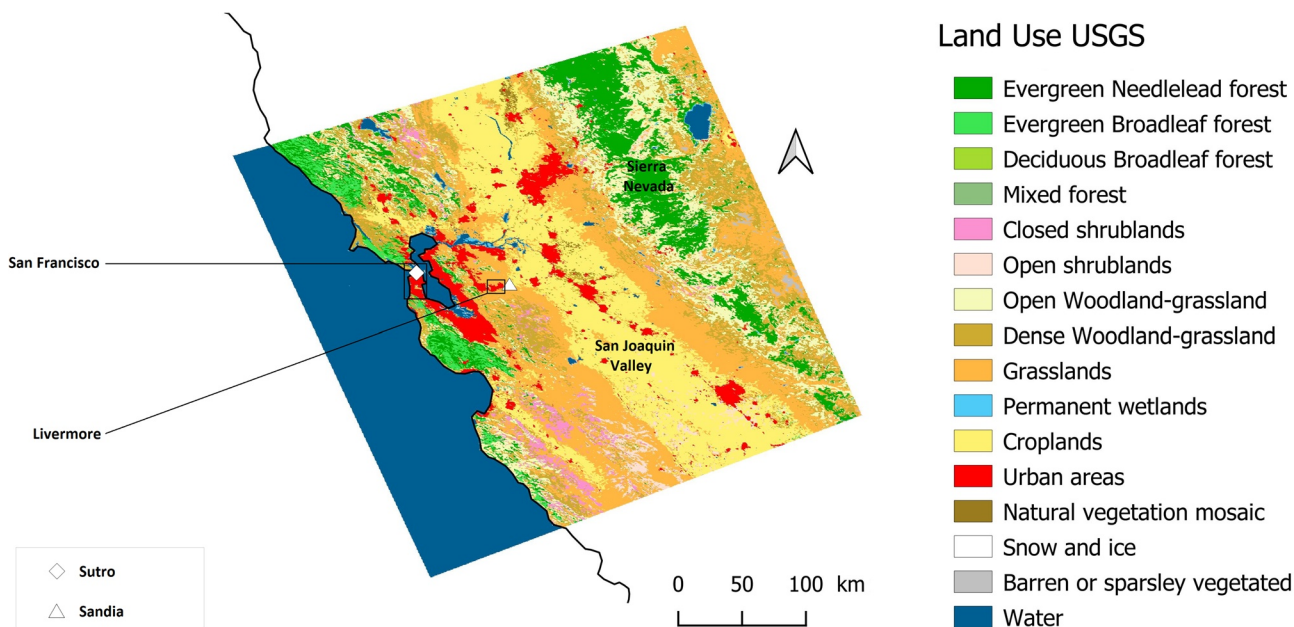 Land Use USGS
Evergreen Needlelead forest
Evergreen Broadleaf forest
Deciduous Broadleaf forest
Mixed forest
Closed shrublands
Open shrublands
Open Woodland-grassland
Dense Woodland-grassland
Grasslands
Permanent wetlands
Croplands
Urban areas
Natural vegetation mosaic
Snow and ice
Barren or sparsley vegetated
Water
Sierra
Nevada
San Francisco
San Joaquin
Valley
Livermore
Sutro
Sandia
0 50 100 km